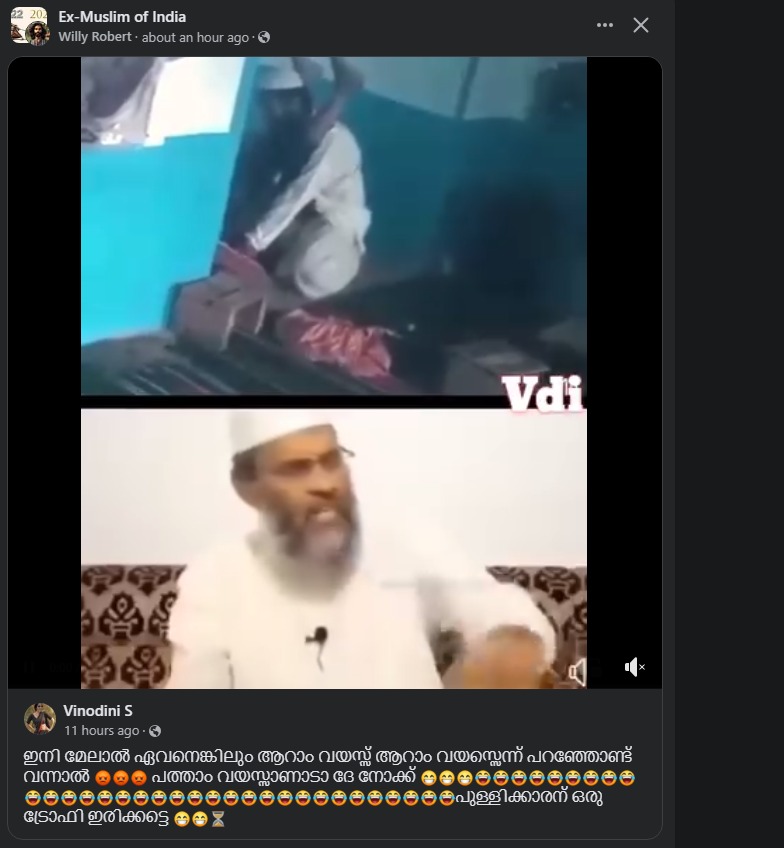 Ex-Muslim of India
Willy Robert · about an hour ago ·
Vdi
Vinodini S
11 hours ago ·
ഇനി മേലാൽ ഏവനെങ്കിലും ആറാം വയസ്സ് ആറാം വയസ്സെന്ന് പറഞ്ഞോണ്ട്
വന്നാൽ 😡😡😡 പത്താം വയസ്സാണാടാ ദേ നോക്ക് 😁😁😁😂😂😂😂😂😂😂😂😂
😂😂😂😂😂😂😂😂😂😂😂😂😂😂😂😂😂😂😂😂😂😂😂😂പുള്ളിക്കാരന് ഒരു
ട്രോഫി ഇരിക്കട്ടെ 😁😁⏳